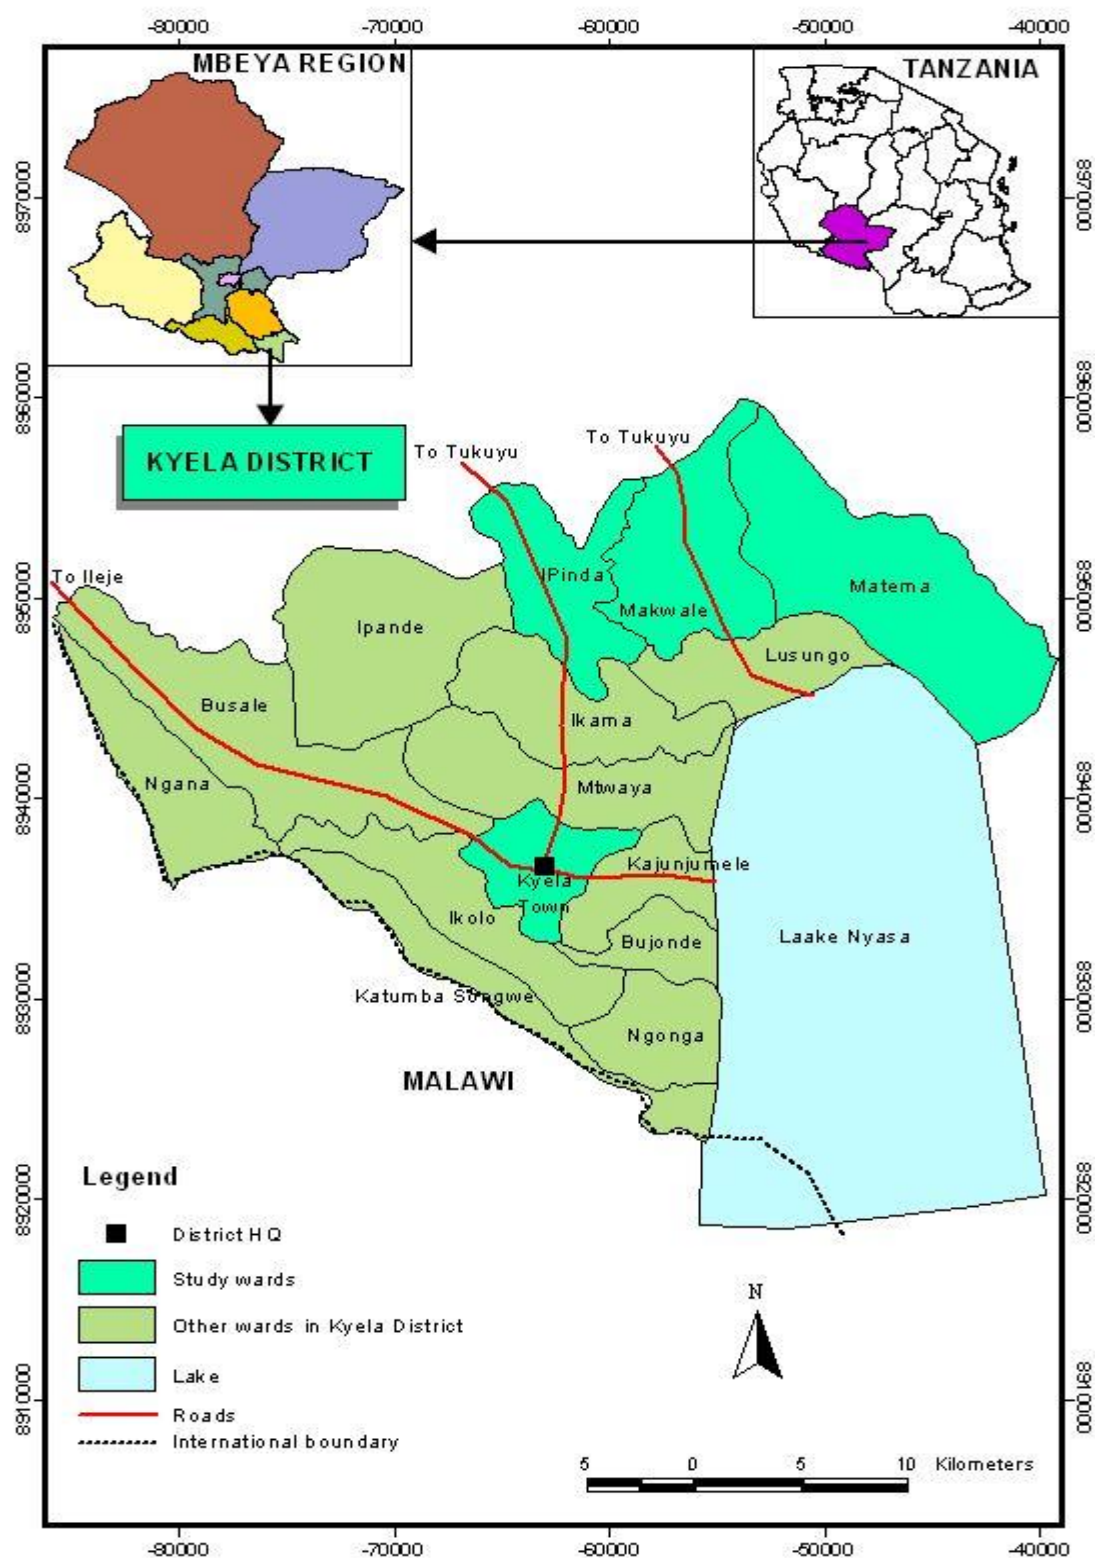 -80000 -70000 -60000 -50000 -40000
MBEYA REGION
TANZANIA
8970000 8970000
8960000 8960000
KYELA DISTRICT
To Tukuyu
To Tukuyu
To Ileje
8950000 8950000
IPinda
Makwale
Matema
Ipande
Lusungo
Busale
Ikama
Ngana
Mtwaya
8940000 8940000
Kajunjumele
Kyela
Town
Ikolo
Bujonde
Laake Nyasa
Katumba Songwe
8930000 8930000
Ngonga
MALAWI
Legend
8920000 8920000
District HQ
Study wards
Other wards in Kyela District
Lake
Roads
International boundary
N
8910000 8910000
5 0 5 10 Kilometers
-80000 -70000 -60000 -50000 -40000